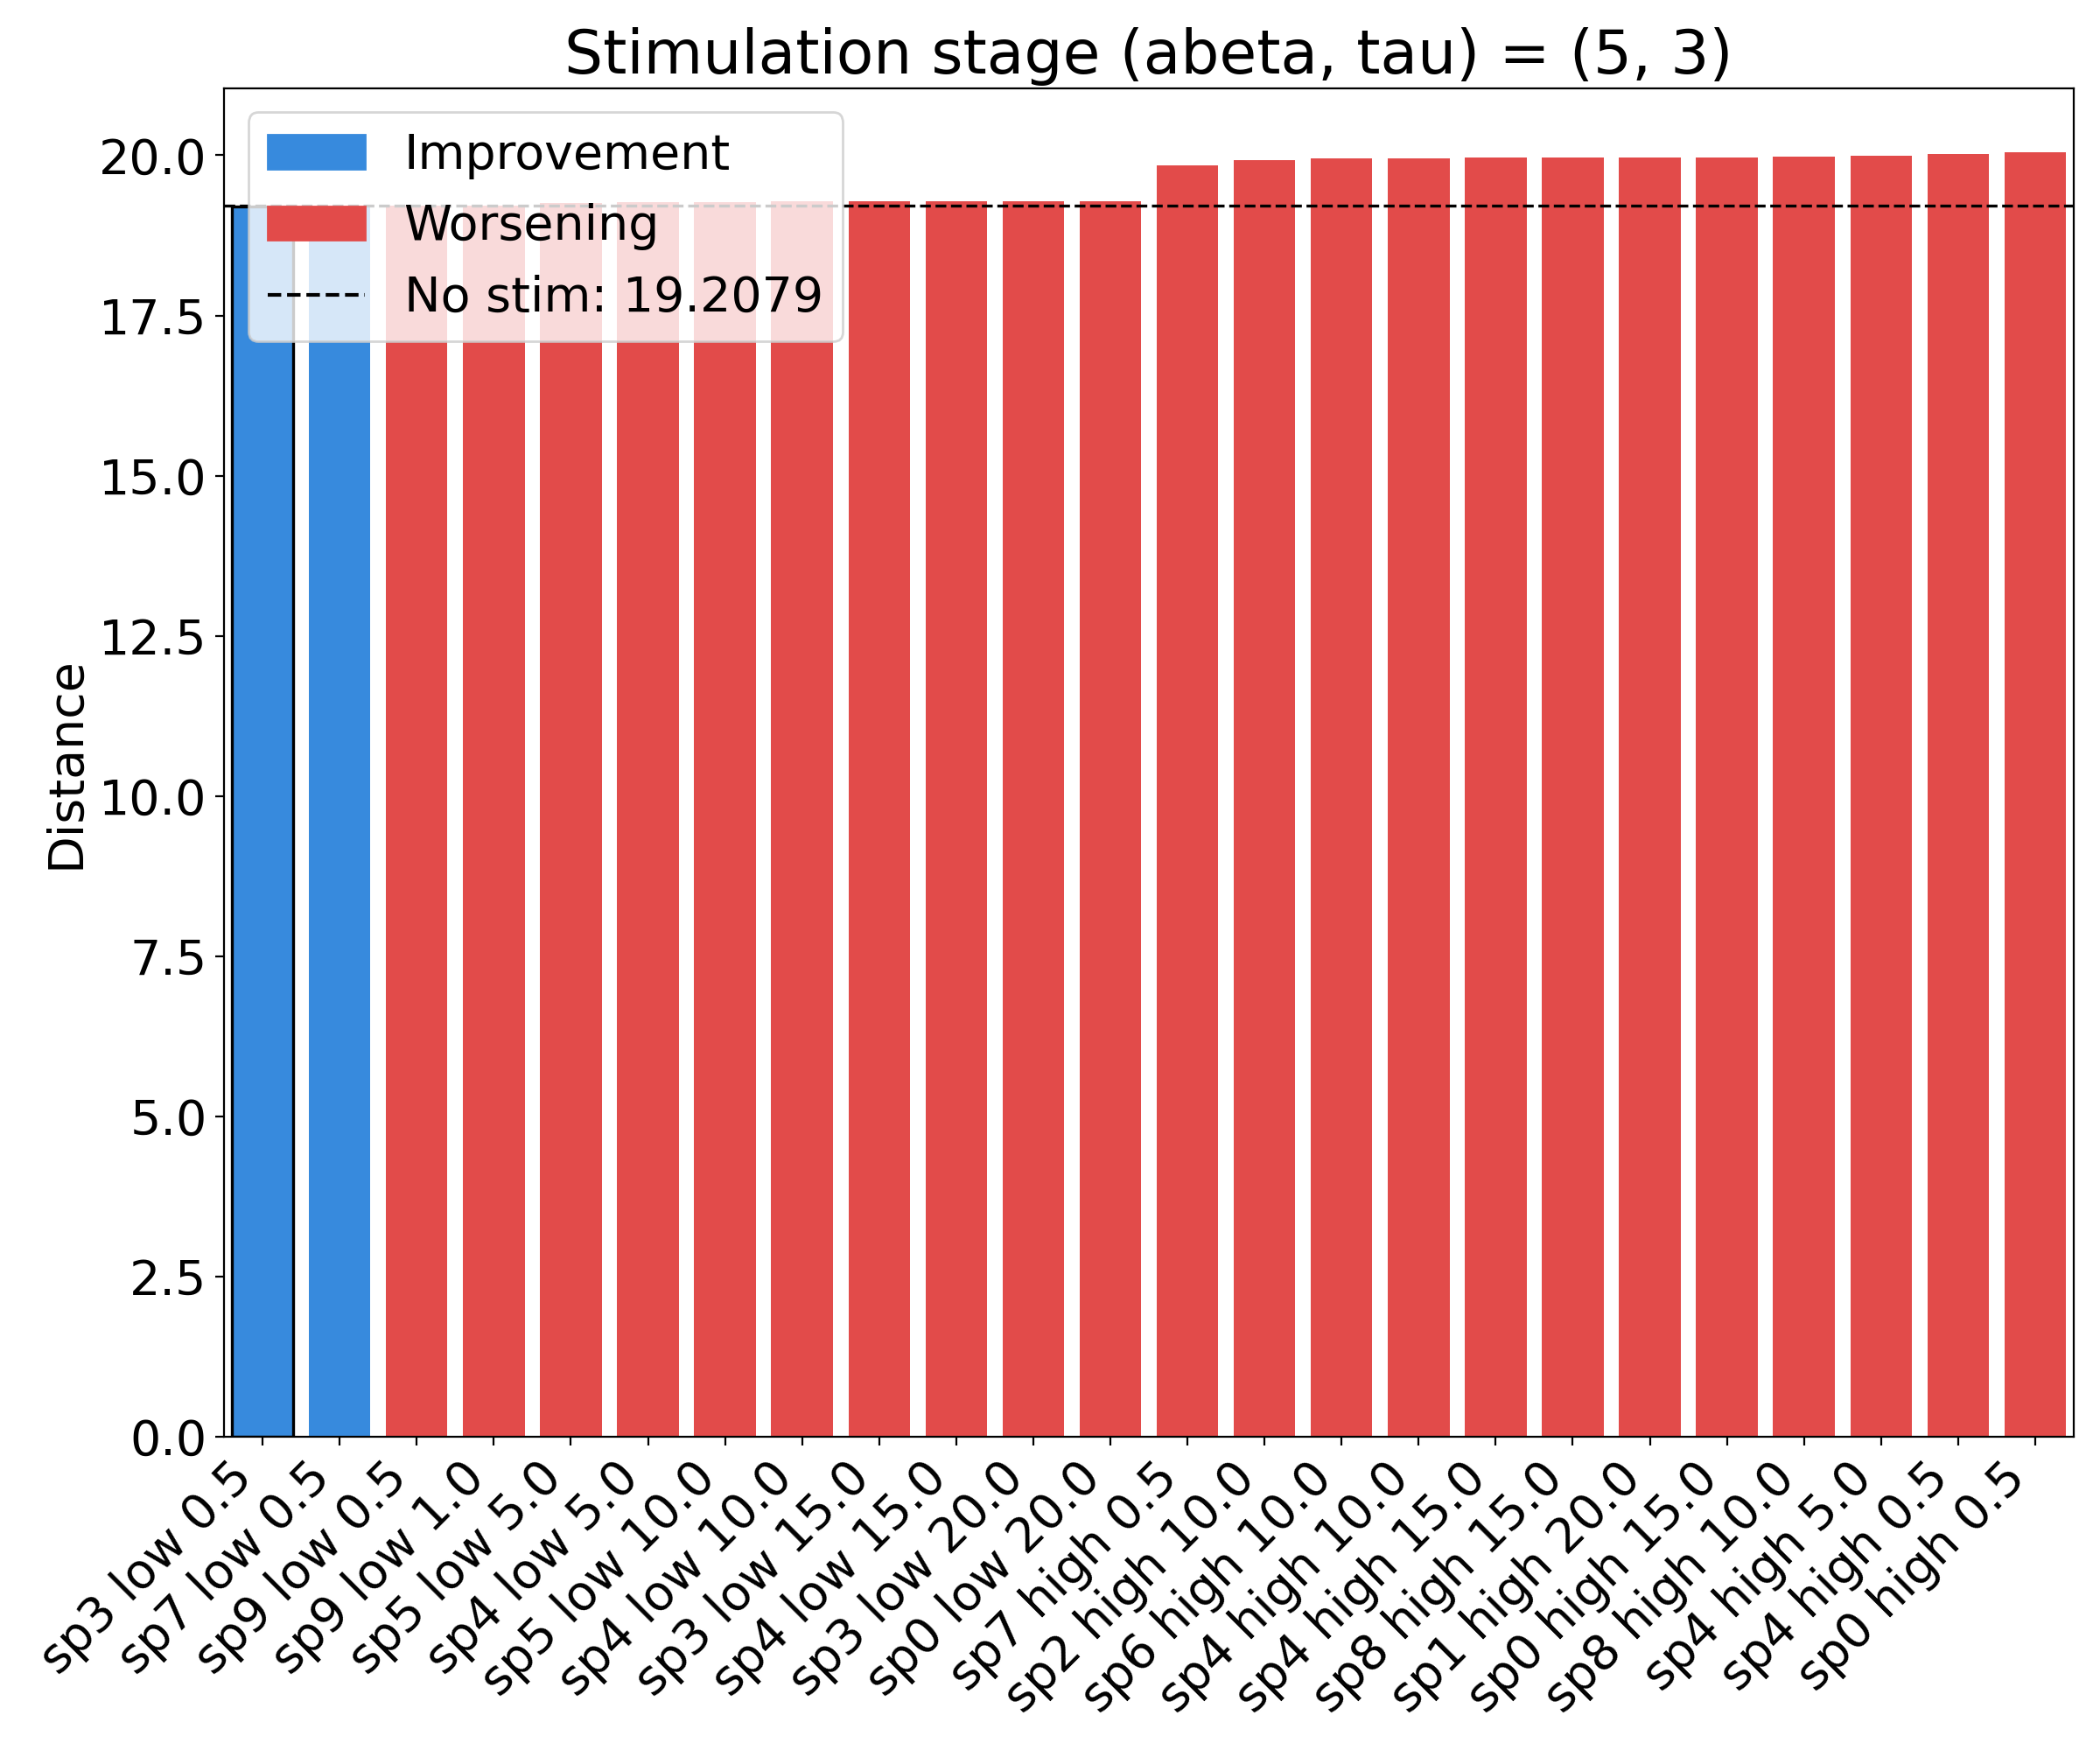 Stimulation stage (abeta, tau) = (5, 3)
Improvement
Worsening
No stim: 19.2079
Distance
20.0
17.5
15.0
12.5
10.0
7.5
5.0
2.5
0.0
sp3 low 0.5
sp7 low 0.5
sp9 low 0.5
sp9 low 1.0
sp5 low 5.0
sp4 low 5.0
sp5 low 10.0
sp4 low 10.0
sp3 low 15.0
sp4 low 15.0
sp3 low 20.0
sp0 low 20.0
sp7 high 0.5
sp2 high 10.0
sp6 high 10.0
sp4 high 10.0
sp4 high 15.0
sp8 high 15.0
sp1 high 20.0
sp0 high 15.0
sp8 high 10.0
sp4 high 5.0
sp4 high 0.5
sp0 high 0.5